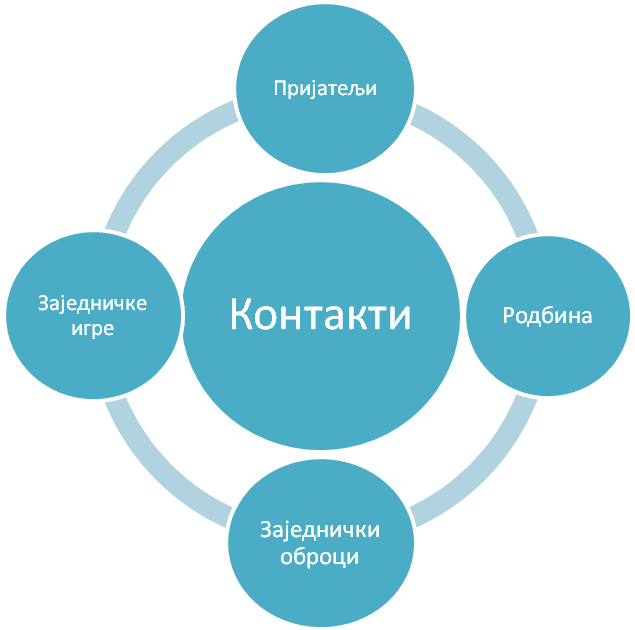 Пријатељи
Заједничке
игре
Контакти
Родбина
Заједнички
оброци